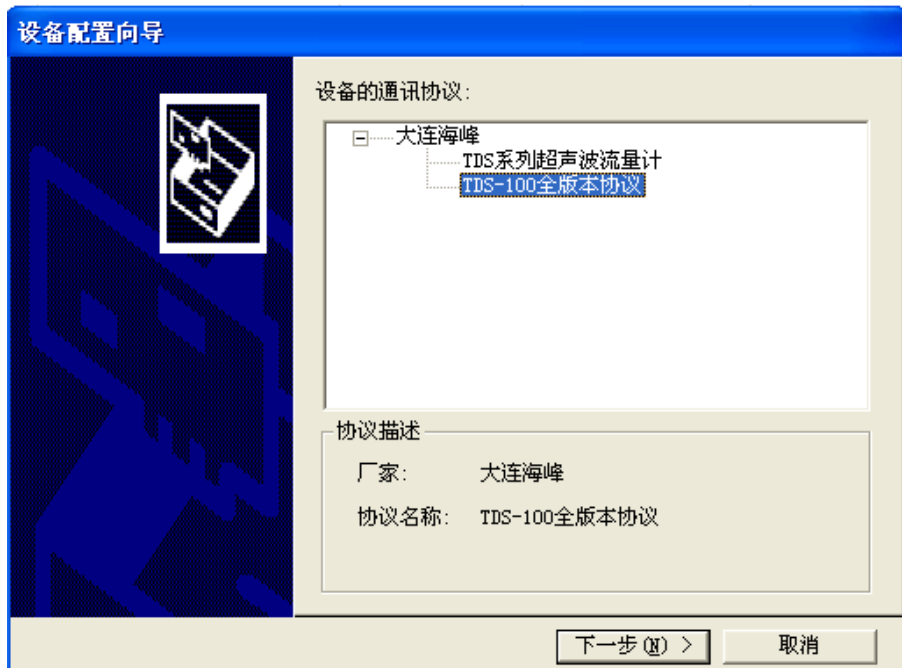 设备配置向导
设备的通讯协议:
大连海峰
TDS系列超声波流量计
TDS-100全版本协议
协议描述
厂家: 大连海峰
协议名称: TDS-100全版本协议
下一步(N) > 取消